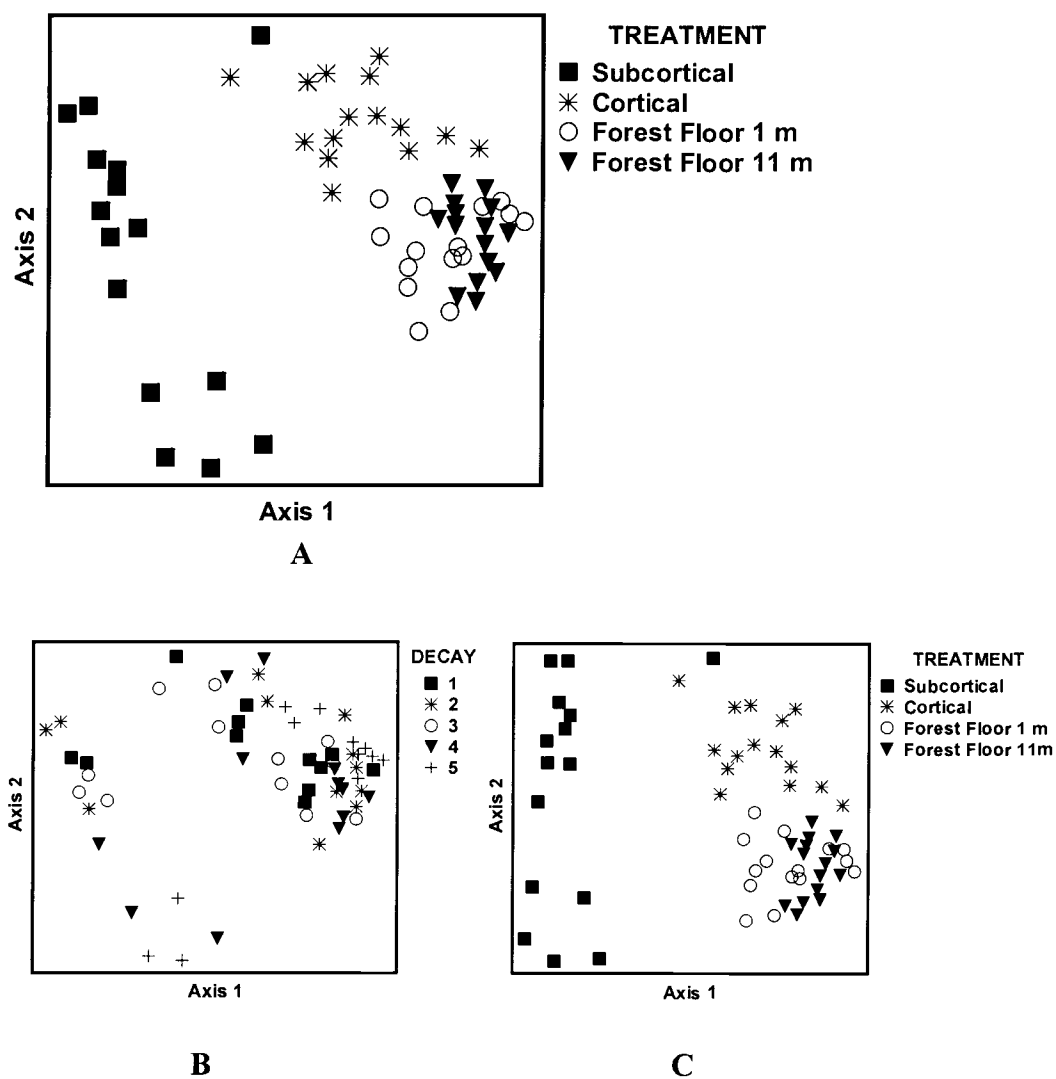 TREATMENT
Subcortical
Cortical
Forest Floor 1 m
Forest Floor 11 m
Axis 2
Axis 1
A
DECAY
1
2
3
4
5
Axis 2
Axis 1
B
TREATMENT
Subcortical
Cortical
Forest Floor 1 m
Forest Floor 11m
Axis 2
Axis 1
C